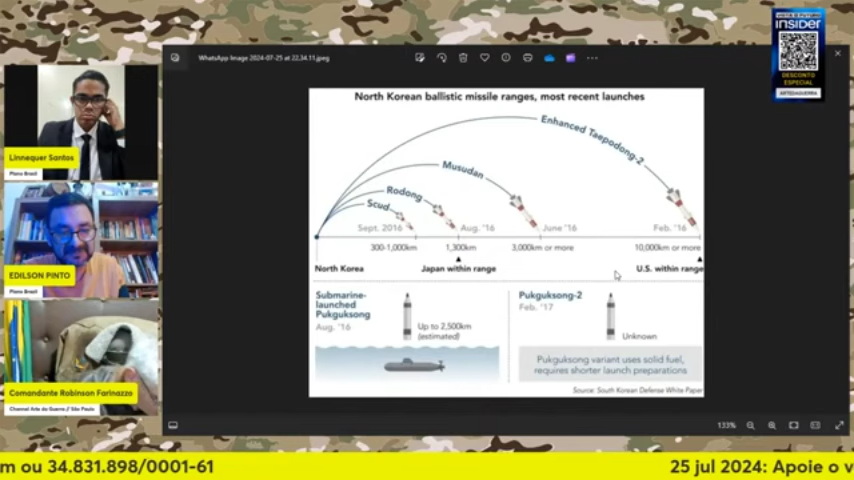 VISTA O FUTURO
insider
DESCONTO
ESPECIAL
ARTEDAGUERRA
WhatsApp Image 2024-07-25 at 22.34.11.jpeg
Linnequer Santos
Plano Brasil
EDILSON PINTO
Plano Brasil
Comandante Robinson Farinazzo
Channel Arte da Guerra // São Paulo
North Korean ballistic missile ranges, most recent launches
Enhanced Taepodong-2
Musudan
Rodong
Scud
Sept. 2016
Aug. '16
June '16
Feb. '16
300-1,000km
1,300km
3,000km or more
10,000km or more
North Korea
Japan within range
U.S. within range
Submarine-
launched
Pukguksong
Aug. '16
Up to 2,500km
(estimated)
Pukguksong-2
Feb. '17
Unknown
Pukguksong variant uses solid fuel,
requires shorter launch preparations
Source: South Korean Defense White Paper
133%
m ou 34.831.898/0001-61
25 jul 2024: Apoie o v